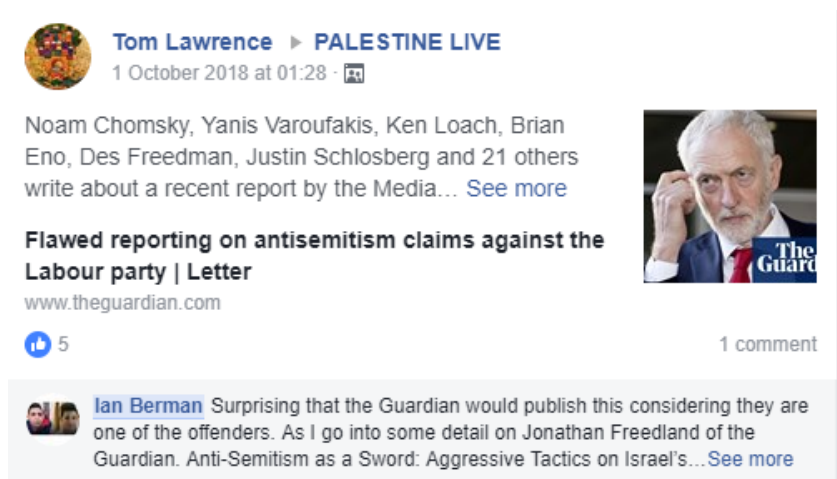 Tom Lawrence ▸ PALESTINE LIVE
1 October 2018 at 01:28 ·
Noam Chomsky, Yanis Varoufakis, Ken Loach, Brian
Eno, Des Freedman, Justin Schlosberg and 21 others
write about a recent report by the Media... See more
Flawed reporting on antisemitism claims against the
Labour party | Letter
www.theguardian.com
The
Guard
5
1 comment
Ian Berman Surprising that the Guardian would publish this considering they are
one of the offenders. As I go into some detail on Jonathan Freedland of the
Guardian. Anti-Semitism as a Sword: Aggressive Tactics on Israel's...See more